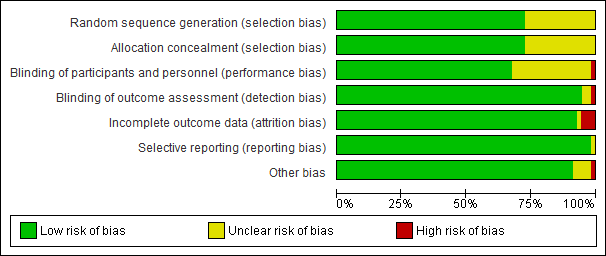 Random sequence generation (selection bias)
Allocation concealment (selection bias)
Blinding of participants and personnel (performance bias)
Blinding of outcome assessment (detection bias)
Incomplete outcome data (attrition bias)
Selective reporting (reporting bias)
Other bias
0% 25% 50% 75% 100%
Low risk of bias Unclear risk of bias High risk of bias